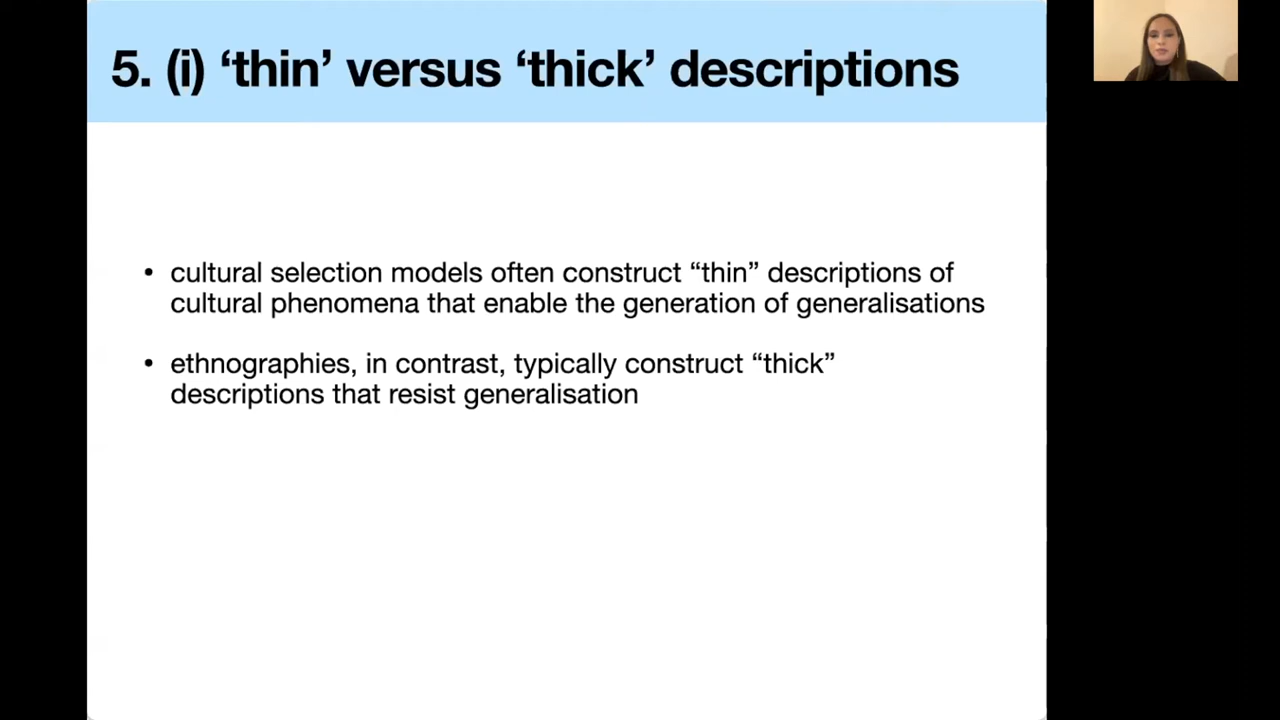 5. (i) ‘thin’ versus ‘thick’ descriptions
• cultural selection models often construct “thin” descriptions of
cultural phenomena that enable the generation of generalisations
• ethnographies, in contrast, typically construct “thick”
descriptions that resist generalisation